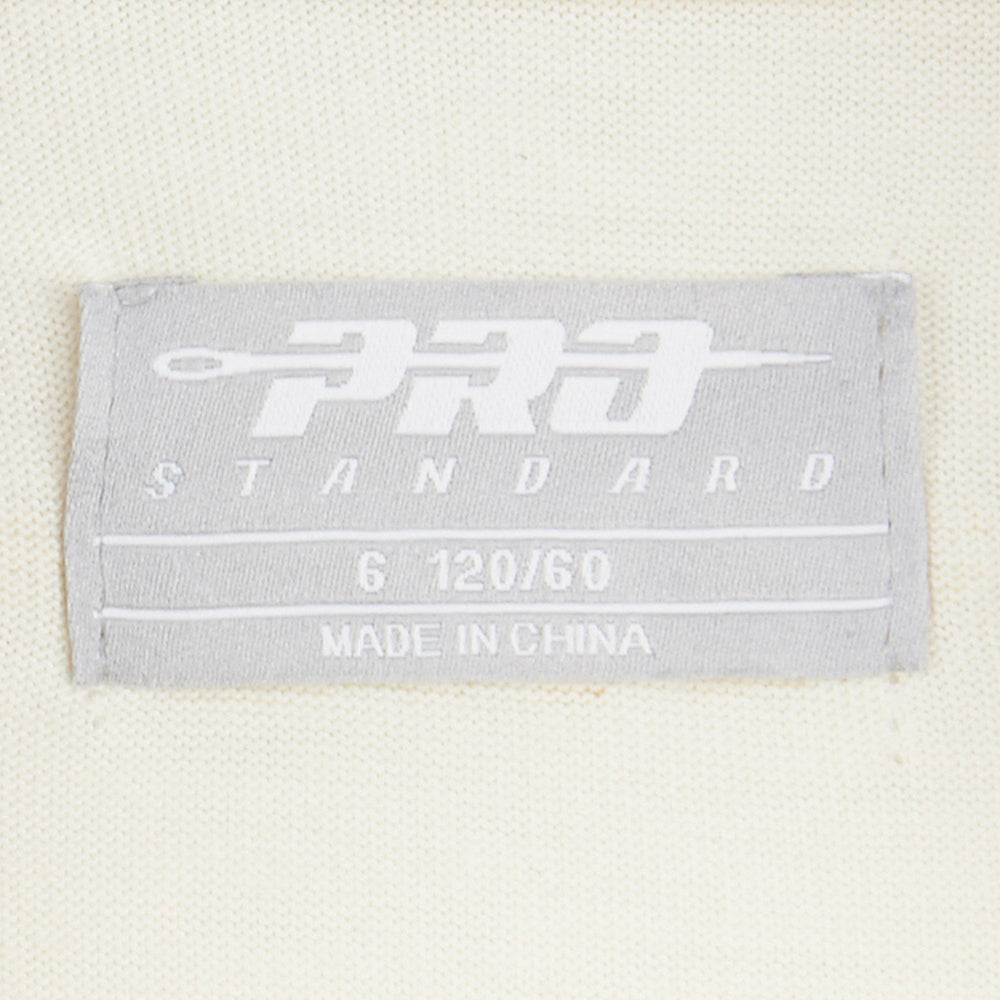 PRO
STANDARD
6 120/60
MADE IN CHINA